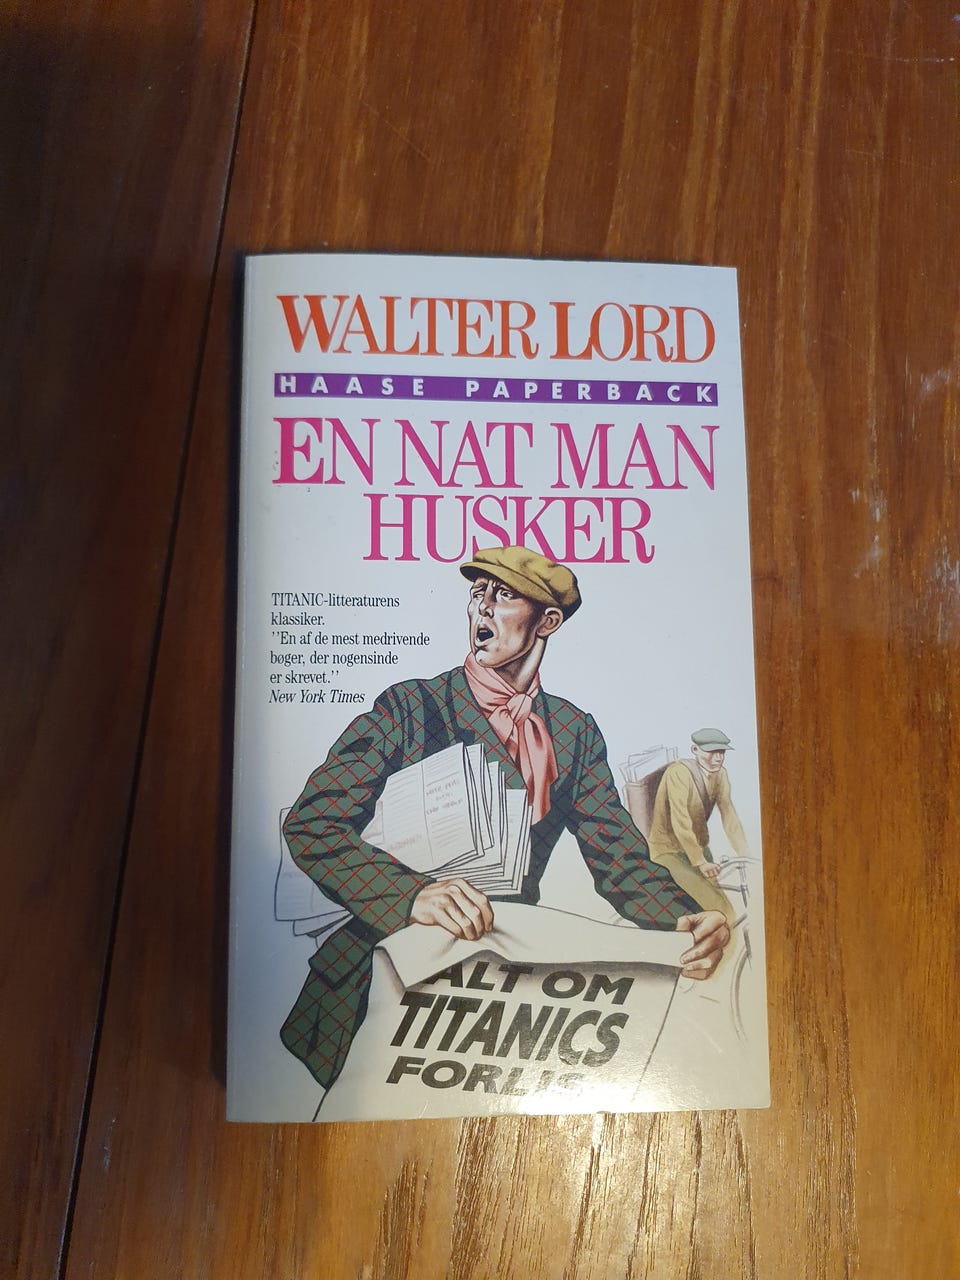 WALTER LORD
HAASE PAPERBACK
EN NAT MAN
HUSKER
TITANIC-litteraturens
klassiker.
''En af de mest medrivende
bøger, der nogensinde
er skrevet.''
New York Times
ALT OM
TITANICS
FORLIS